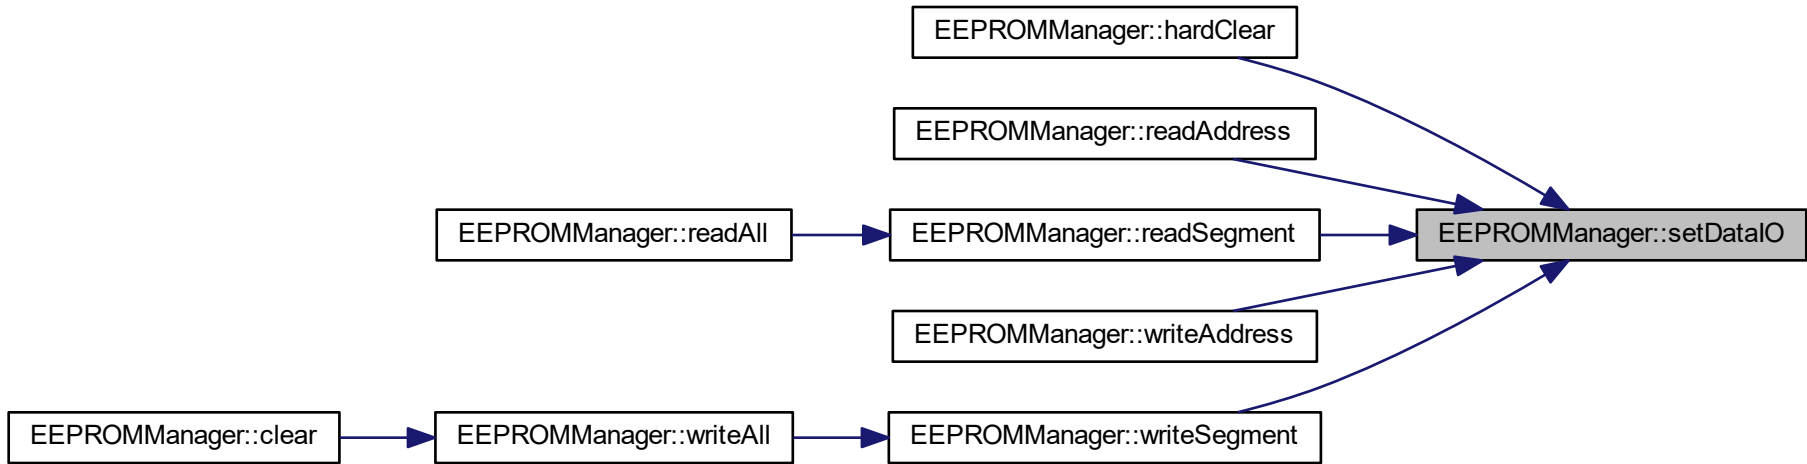 EEPROMManager::hardClear
EEPROMManager::readAddress
EEPROMManager::readAll
EEPROMManager::readSegment
EEPROMManager::setDataIO
EEPROMManager::writeAddress
EEPROMManager::clear
EEPROMManager::writeAll
EEPROMManager::writeSegment